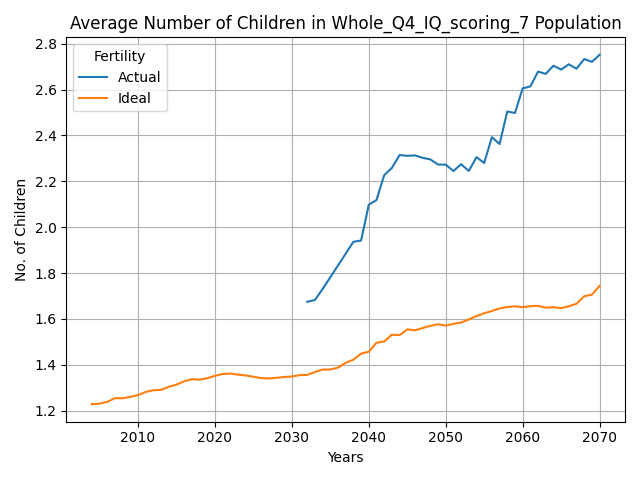 Average Number of Children in Whole_Q4_IQ_scoring_7 Population
Fertility
Actual
Ideal
No. of Children
2.8
2.6
2.4
2.2
2.0
1.8
1.6
1.4
1.2
2010 2020 2030 2040 2050 2060 2070
Years